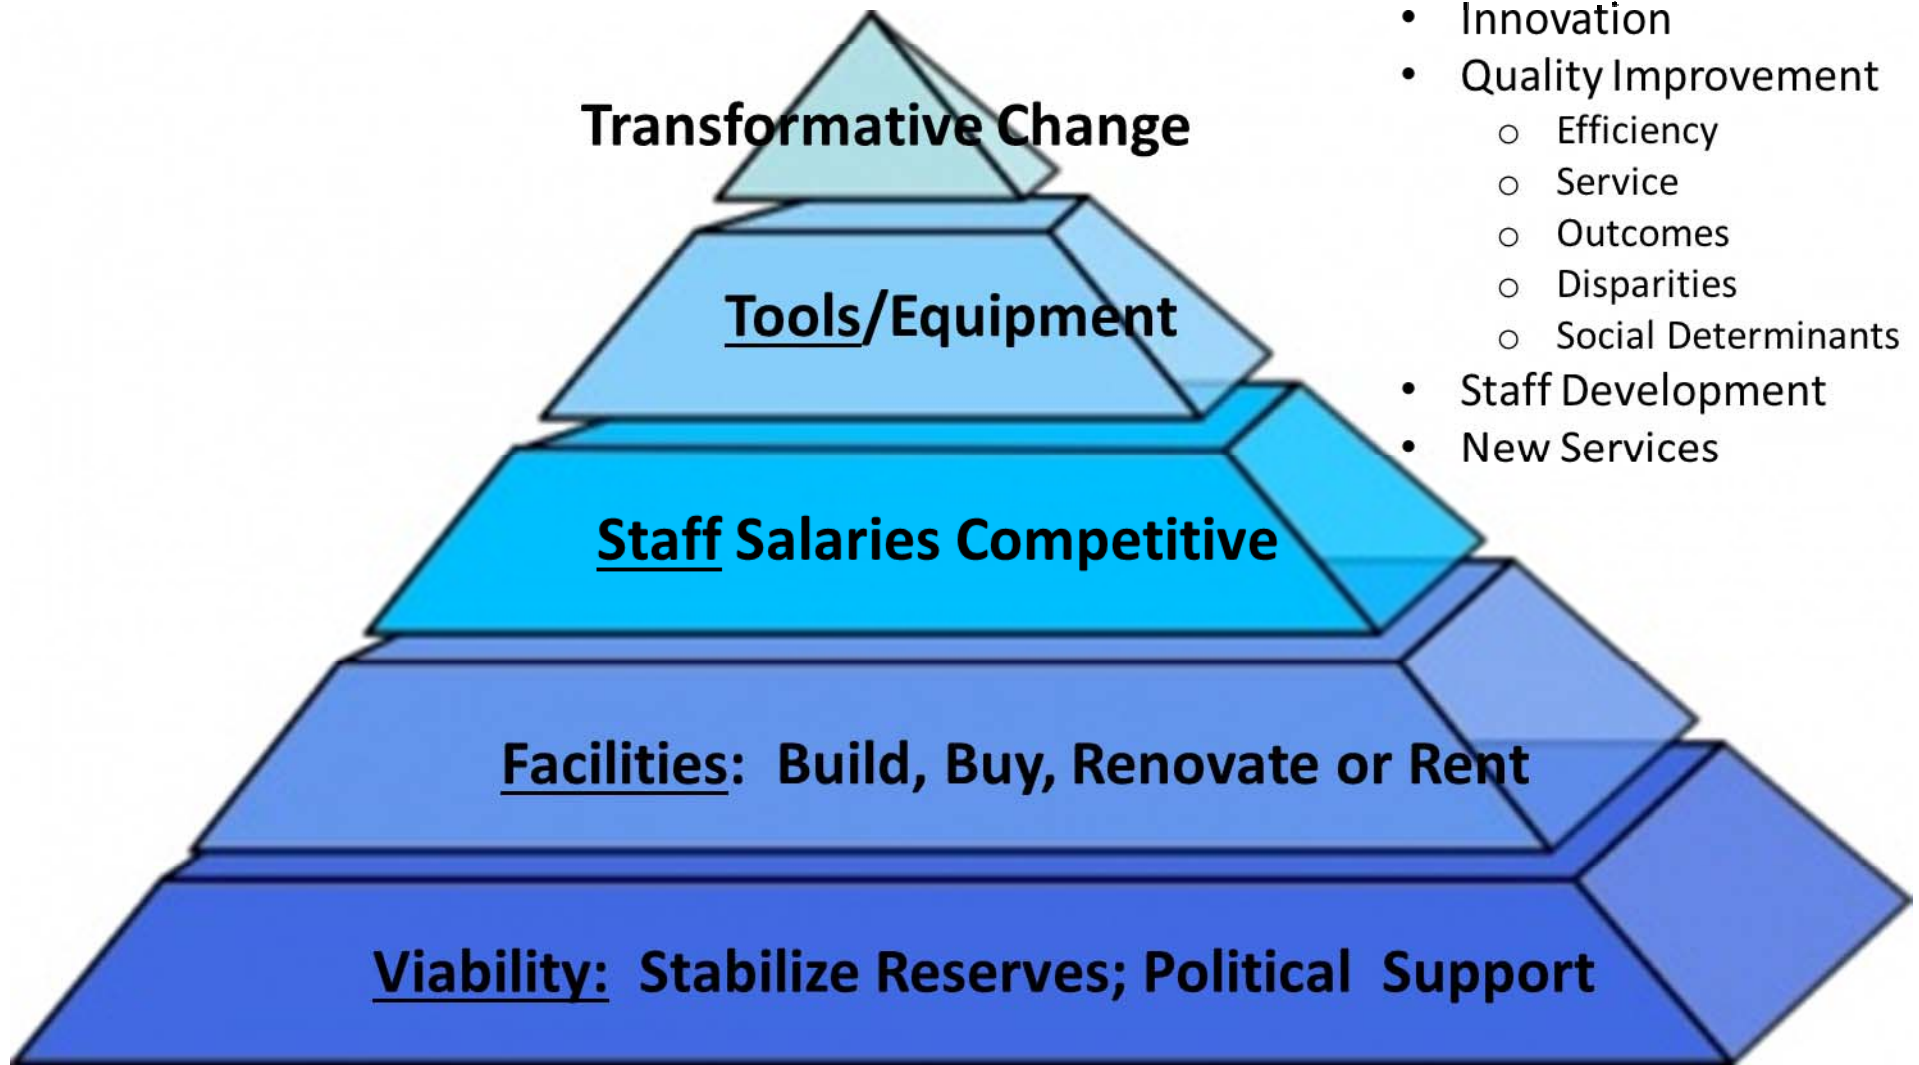 • Innovation
• Quality Improvement
o Efficiency
o Service
o Outcomes
o Disparities
o Social Determinants
• Staff Development
• New Services
Transformative Change
Tools/Equipment
Staff Salaries Competitive
Facilities: Build, Buy, Renovate or Rent
Viability: Stabilize Reserves; Political Support